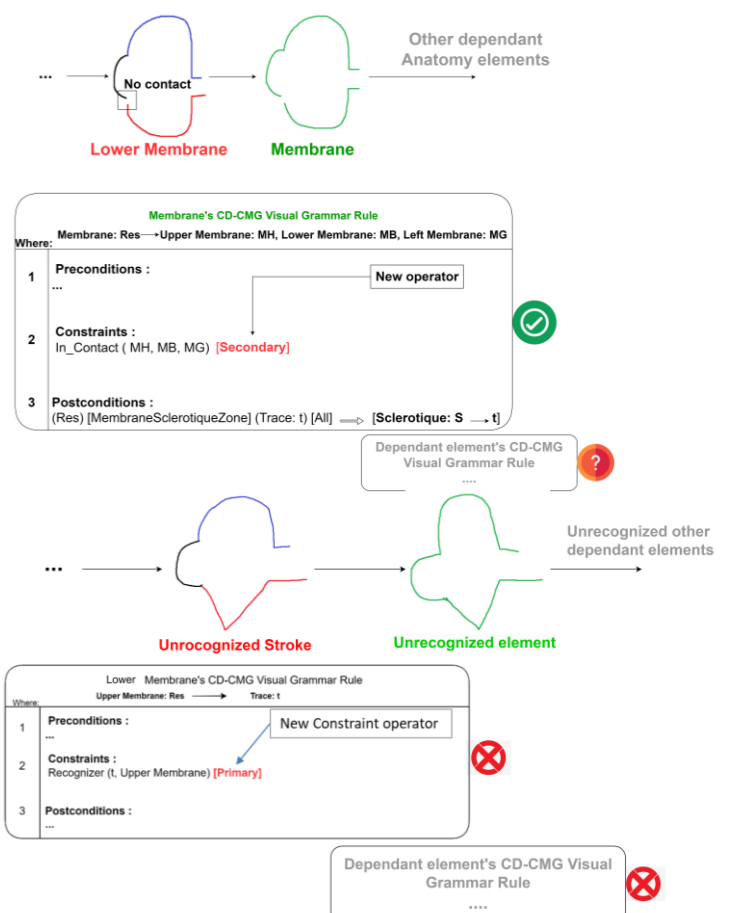 Other dependant
Anatomy elements
...
No contact
Lower Membrane
Membrane
Membrane's CD-CMG Visual Grammar Rule
Membrane: Res → Upper Membrane: MH, Lower Membrane: MB, Left Membrane: MG
Where:
1
Preconditions :
...
New operator
2
Constraints :
In_Contact ( MH, MB, MG) [Secondary]
3
Postconditions :
(Res) [MembraneSclerotiqueZone] (Trace: t) [All] ⟹ [Sclerotique: S → t]
Dependant element's CD-CMG
Visual Grammar Rule
....
?
Unrecognized other
dependant elements
...
Unrocognized Stroke
Unrecognized element
Lower Membrane's CD-CMG Visual Grammar Rule
Upper Membrane: Res → Trace: t
Where:
1
Preconditions :
...
New Constraint operator
2
Constraints :
Recognizer (t, Upper Membrane) [Primary]
3
Postconditions :
...
Dependant element's CD-CMG Visual
Grammar Rule
....